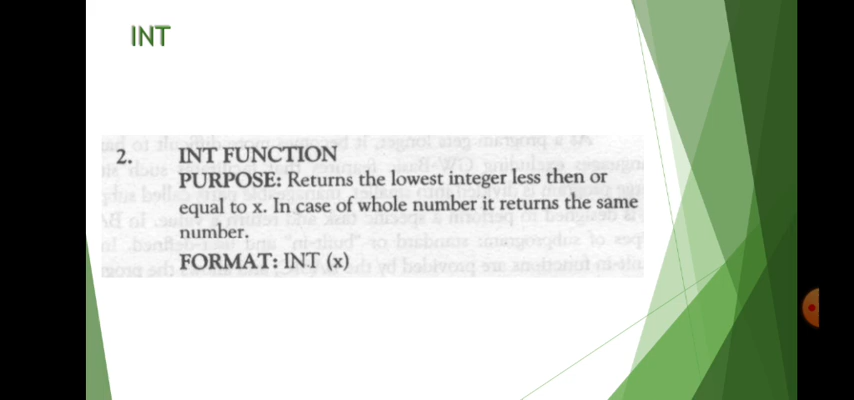 INT
2. INT FUNCTION
PURPOSE: Returns the lowest integer less then or
equal to x. In case of whole number it returns the same
number.
FORMAT: INT (x)